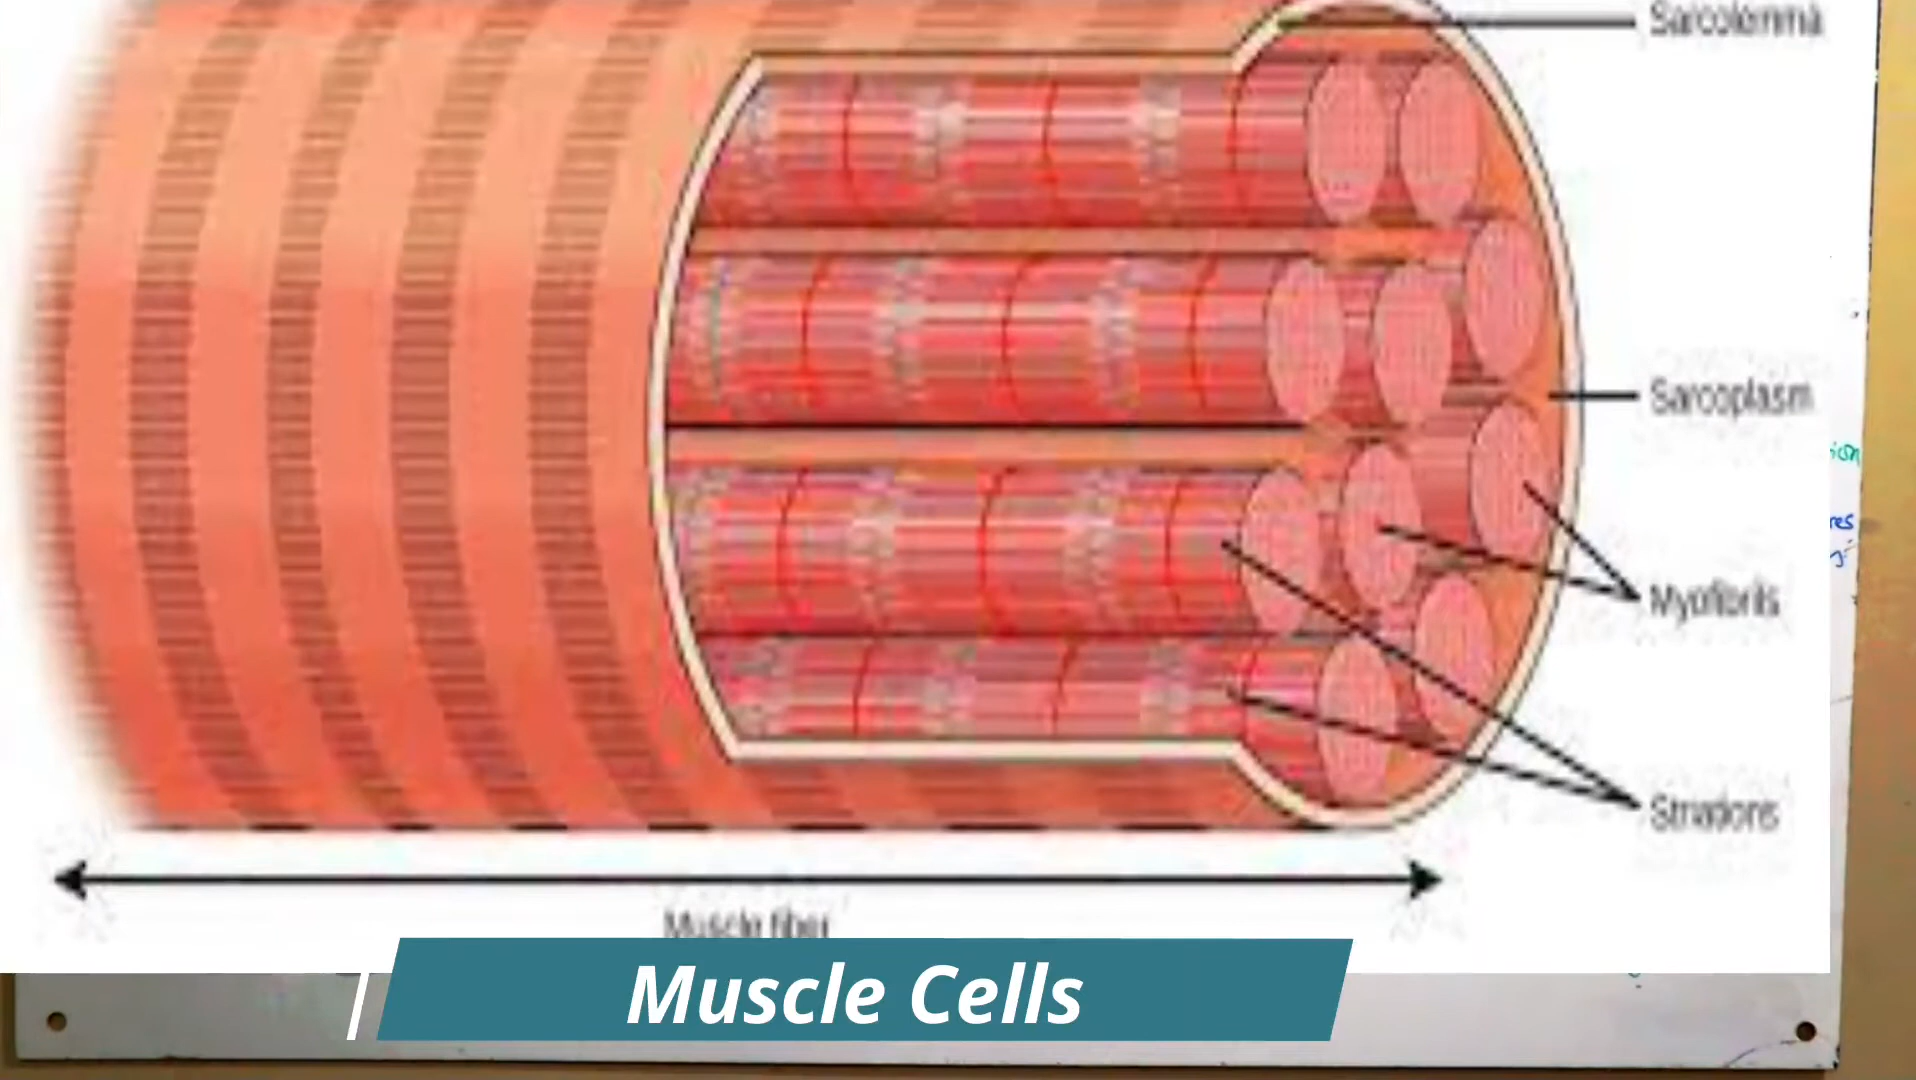 Sarcolemma
Sarcoplasm
Myofibrils
Striations
Muscle fiber
Muscle Cells